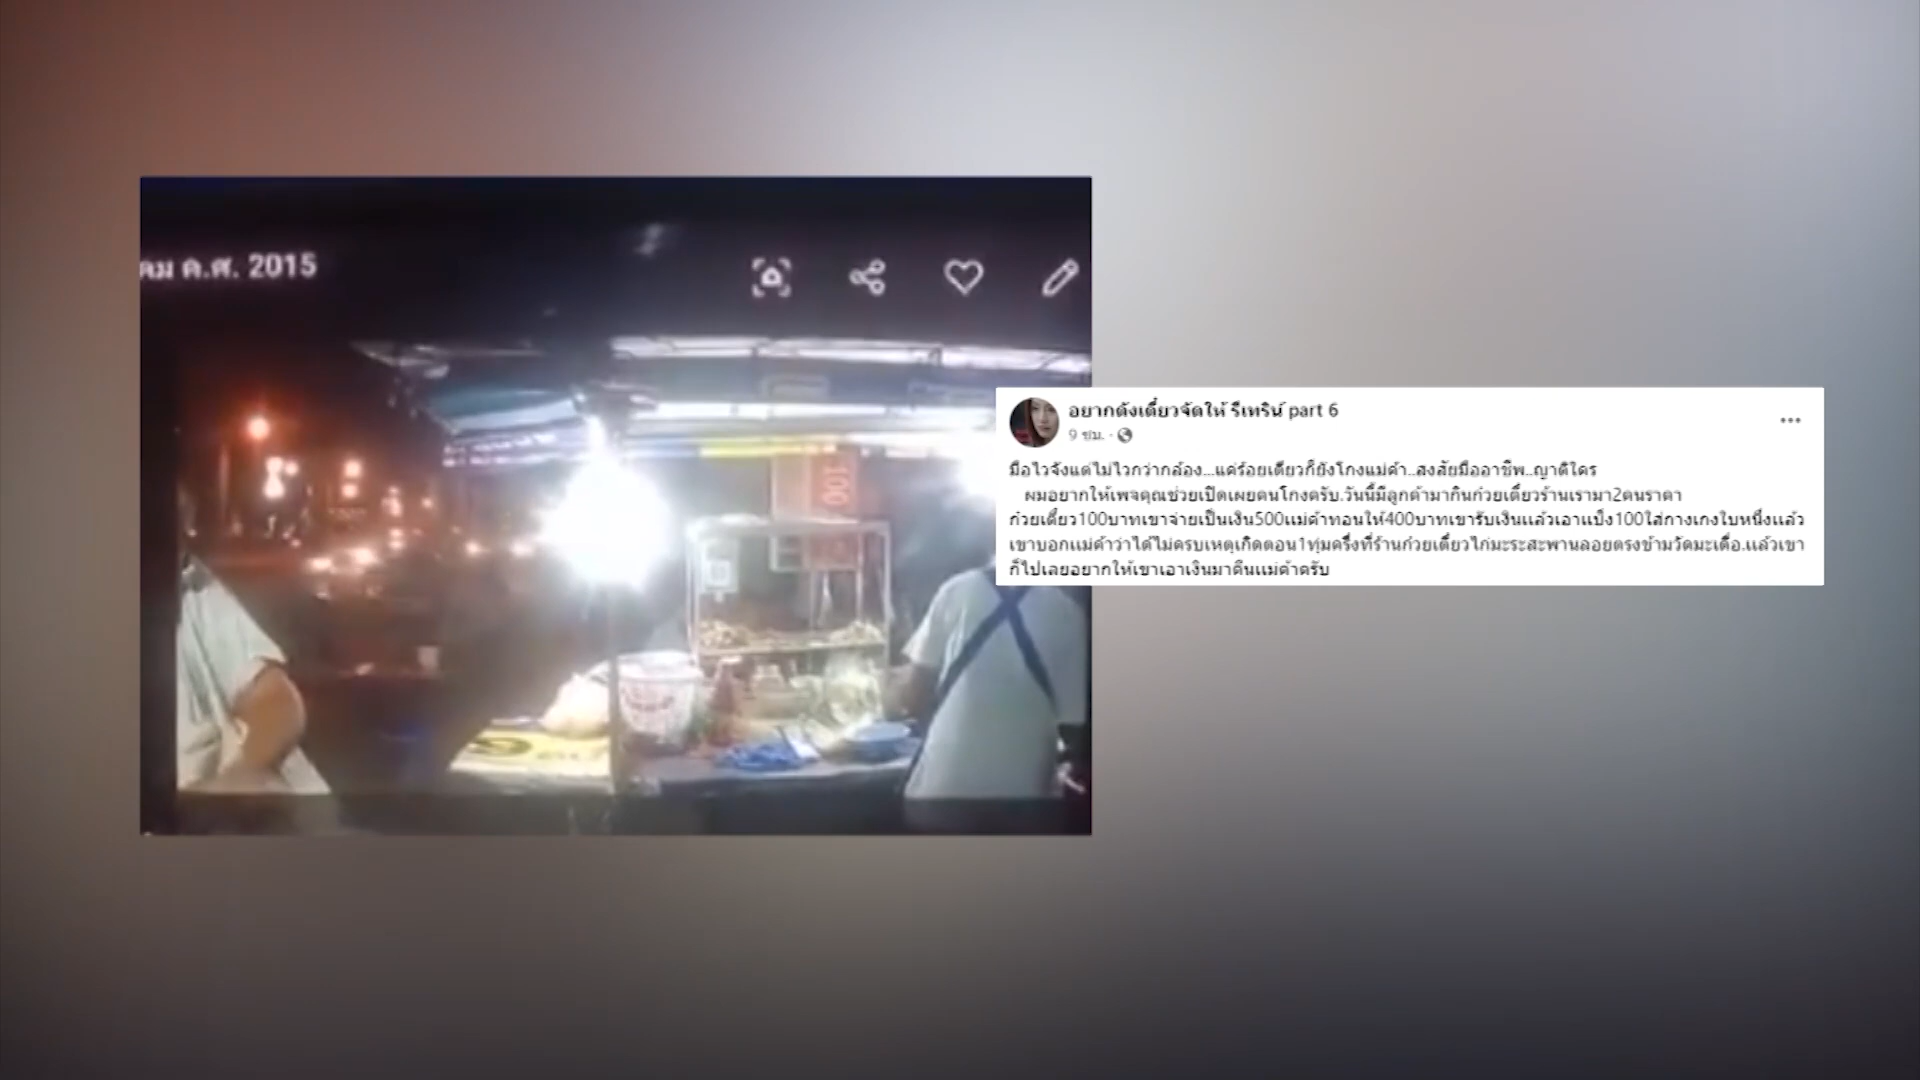 คม ค.ศ. 2015
100
อยากดังเดี๋ยวจัดให้ รีเทริน์ part 6
9 ชม.
มือไวจังแต่ไม่ไวกว่ากล้อง...แค่ร้อยเดียวก็ยังโกงแม่ค้า..สงสัยมืออาชีพ..ญาติใคร
ผมอยากให้เพจคุณช่วยเปิดเผยคนโกงครับ.วันนี้มีลูกค้ามากินก๋วยเตี๋ยวร้านเรามา2คนราคา
ก๋วยเตี๋ยว100บาทเขาจ่ายเป็นเงิน500แม่ค้าทอนให้400บาทเขารับเงินแล้วเอาแบ็ง100ใส่กางเกงใบหนึ่งแล้ว
เขาบอกแม่ค้าว่าได้ไม่ครบเหตุเกิดตอน1ทุ่มครึ่งที่ร้านก๋วยเตี๋ยวไก่มะระสะพานลอยตรงข้ามวัดมะเดื่อ.แล้วเขา
ก็ไปเลยอยากให้เขาเอาเงินมาคืนแม่ค้าครับ